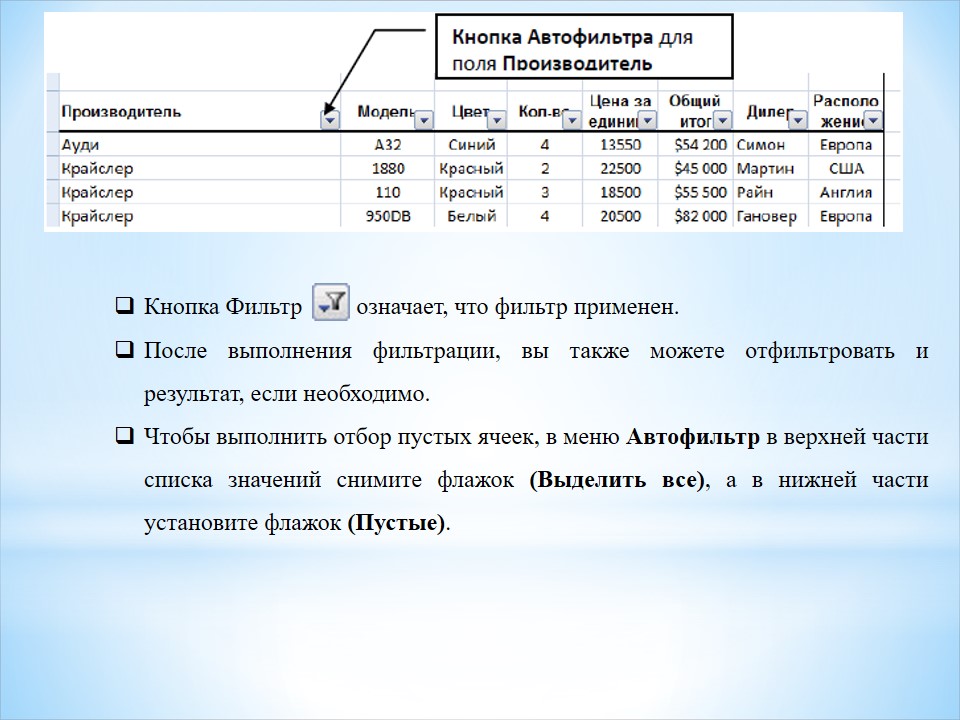 Кнопка Автофильтра для
поля Производитель
Производитель Модель Цвет Кол-во Цена за единиц Общий итог Дилер Располо жение
Ауди A32 Синий 4 13550 $54 200 Симон Европа
Крайслер 1880 Красный 2 22500 $45 000 Мартин США
Крайслер 110 Красный 3 18500 $55 500 Райн Англия
Крайслер 950DB Белый 4 20500 $82 000 Гановер Европа
Кнопка Фильтр означает, что фильтр применен.
После выполнения фильтрации, вы также можете отфильтровать и
результат, если необходимо.
Чтобы выполнить отбор пустых ячеек, в меню Автофильтр в верхней части
списка значений снимите флажок (Выделить все), а в нижней части
установите флажок (Пустые).